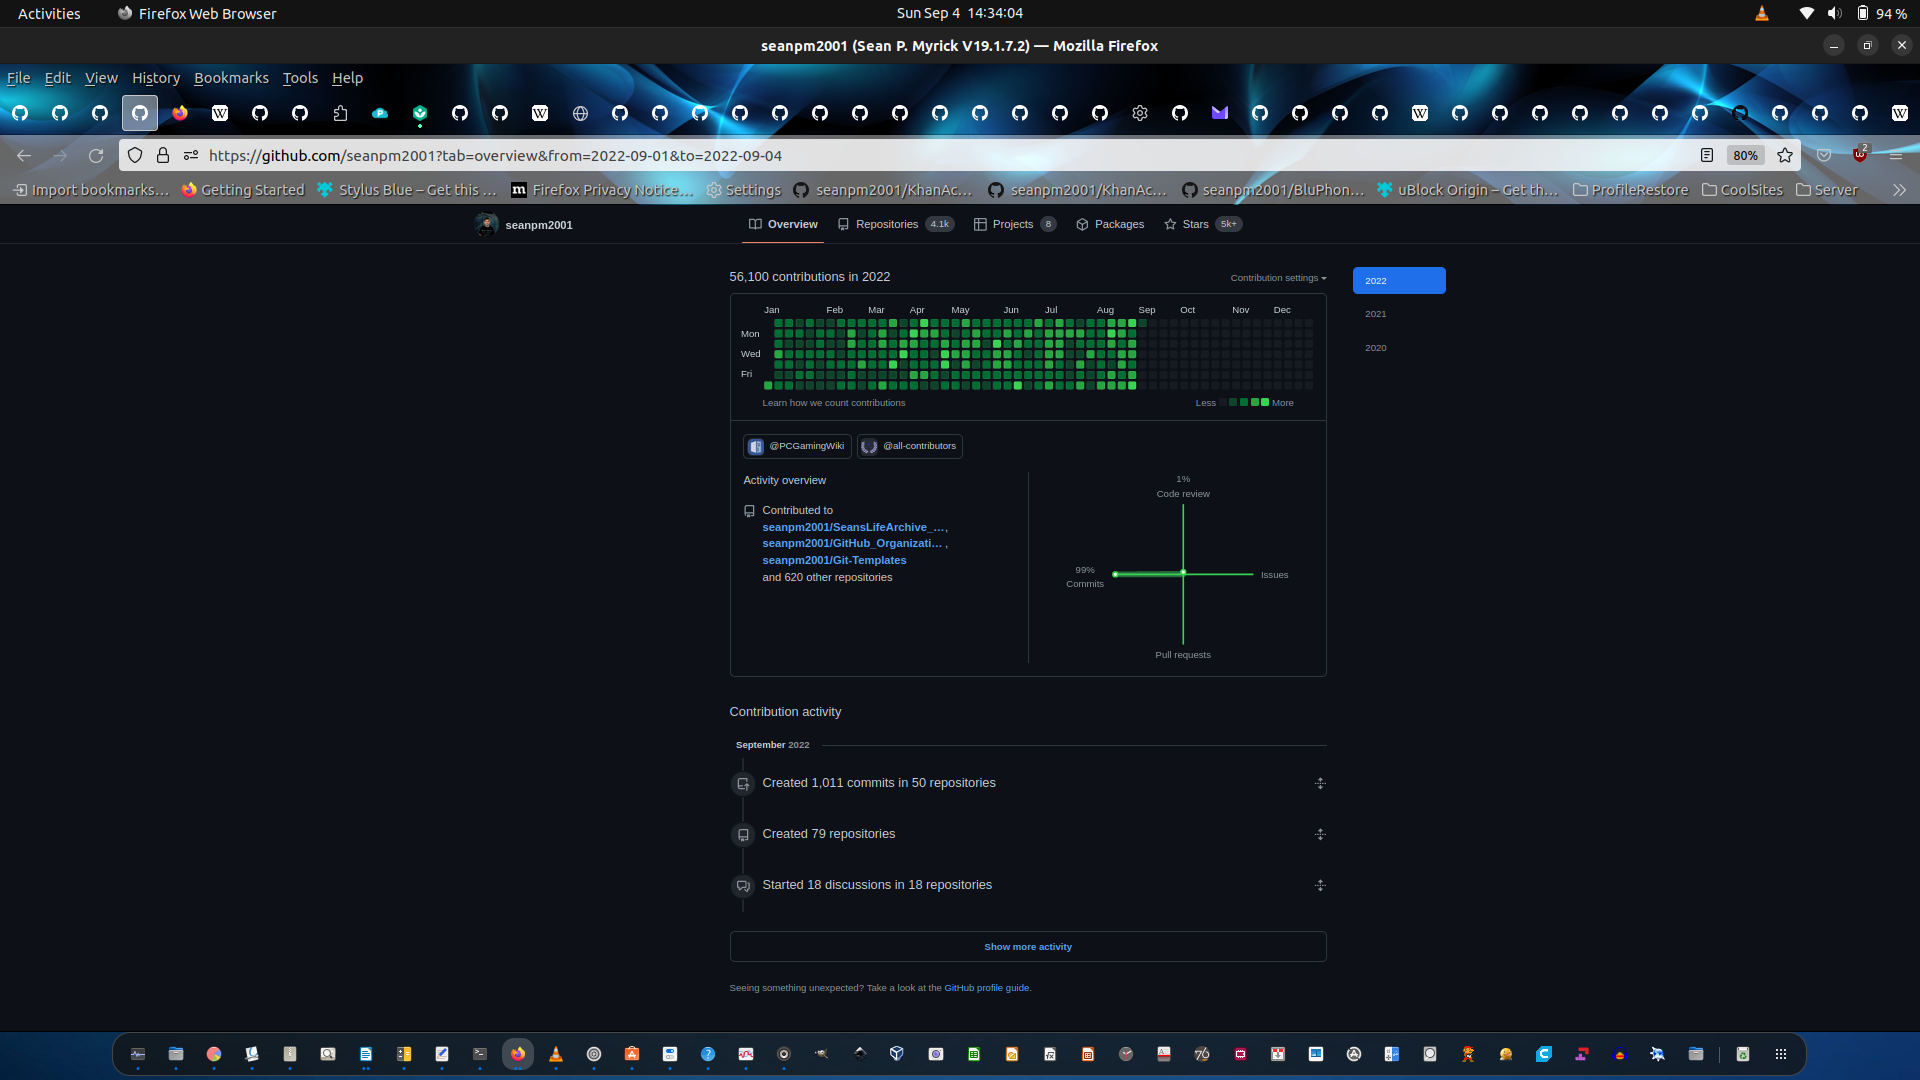 Activities Firefox Web Browser Sun Sep 4 14:34:04 94 %
seanpm2001 (Sean P. Myrick V19.1.7.2) — Mozilla Firefox
File Edit View History Bookmarks Tools Help
https://github.com/seanpm2001?tab=overview&from=2022-09-01&to=2022-09-04 80% 2
Import bookmarks... Getting Started Stylus Blue – Get this ... Firefox Privacy Notice... Settings seanpm2001/KhanAc... seanpm2001/KhanAc... seanpm2001/BluPhon... uBlock Origin – Get th... ProfileRestore CoolSites Server
seanpm2001 Overview Repositories 4.1k Projects 8 Packages Stars 5k+
56,100 contributions in 2022 Contribution settings
2022
2021
2020
Jan Feb Mar Apr May Jun Jul Aug Sep Oct Nov Dec
Mon
Wed
Fri
Learn how we count contributions Less More
@PCGamingWiki @all-contributors
Activity overview
Contributed to
seanpm2001/SeansLifeArchive_...,
seanpm2001/GitHub_Organizati... ,
seanpm2001/Git-Templates
and 620 other repositories
1%
Code review
99%
Commits
Issues
Pull requests
Contribution activity
September 2022
Created 1,011 commits in 50 repositories
Created 79 repositories
Started 18 discussions in 18 repositories
Show more activity
Seeing something unexpected? Take a look at the GitHub profile guide.
76